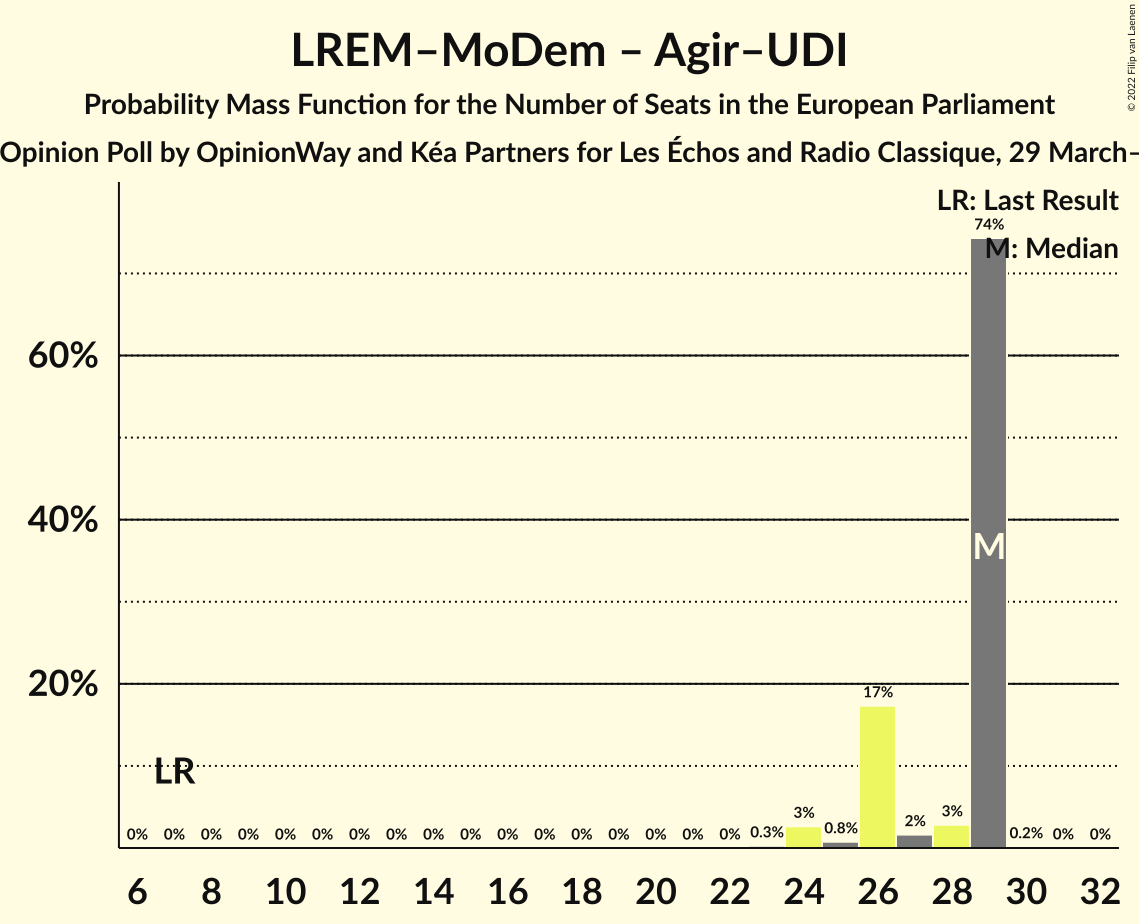 LREM–MoDem – Agir–UDI
Probability Mass Function for the Number of Seats in the European Parliament
Opinion Poll by OpinionWay and Kéa Partners for Les Échos and Radio Classique, 29 March–
© 2022 Filip van Laenen
LR: Last Result
M: Median
74%
60%
40%
20%
M
LR
17%
0% 0% 0% 0% 0% 0% 0% 0% 0% 0% 0% 0% 0% 0% 0% 0% 0% 0.3% 3% 0.8% 2% 3% 0.2% 0% 0%
6 8 10 12 14 16 18 20 22 24 26 28 30 32